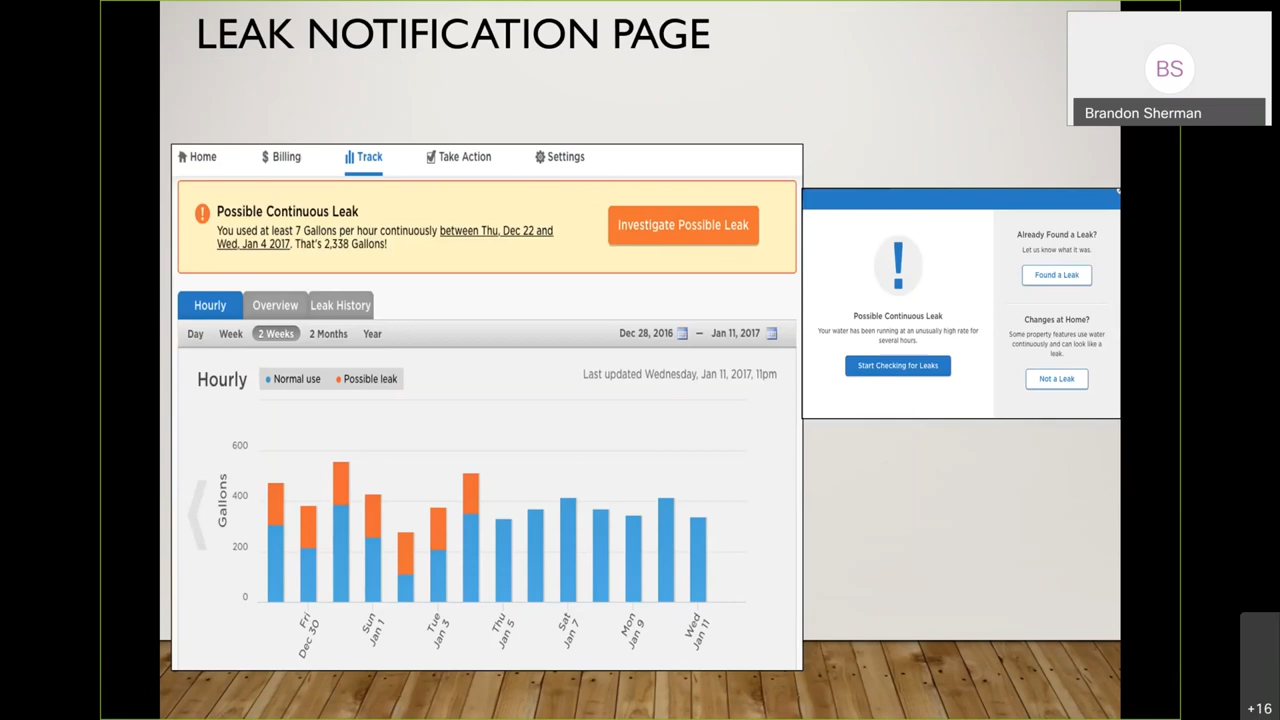 LEAK NOTIFICATION PAGE
BS
Brandon Sherman
Home
$ Billing
Track
Take Action
Settings
! Possible Continuous Leak
You used at least 7 Gallons per hour continuously between Thu, Dec 22 and
Wed, Jan 4 2017. That's 2,338 Gallons!
Investigate Possible Leak
Hourly
Overview
Leak History
Day
Week
2 Weeks
2 Months
Year
Dec 28, 2016 – Jan 11, 2017
Hourly
Normal use
Possible leak
Last updated Wednesday, Jan 11, 2017, 11pm
Gallons
600
400
200
0
Fri
Dec 30
Sun
Jan 1
Tue
Jan 3
Thu
Jan 5
Sat
Jan 7
Mon
Jan 9
Wed
Jan 11
!
Possible Continuous Leak
Your water has been running at an unusually high rate for
several hours.
Start Checking for Leaks
Already Found a Leak?
Let us know what it was.
Found a Leak
Changes at Home?
Some property features use water
continuously and can look like a
leak.
Not a Leak
+16